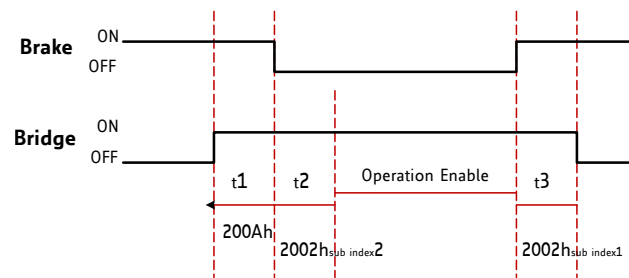 Brake ON
OFF
Bridge ON
OFF
t1 t2 Operation Enable t3
200Ah
2002hsub index2 2002hsub index1